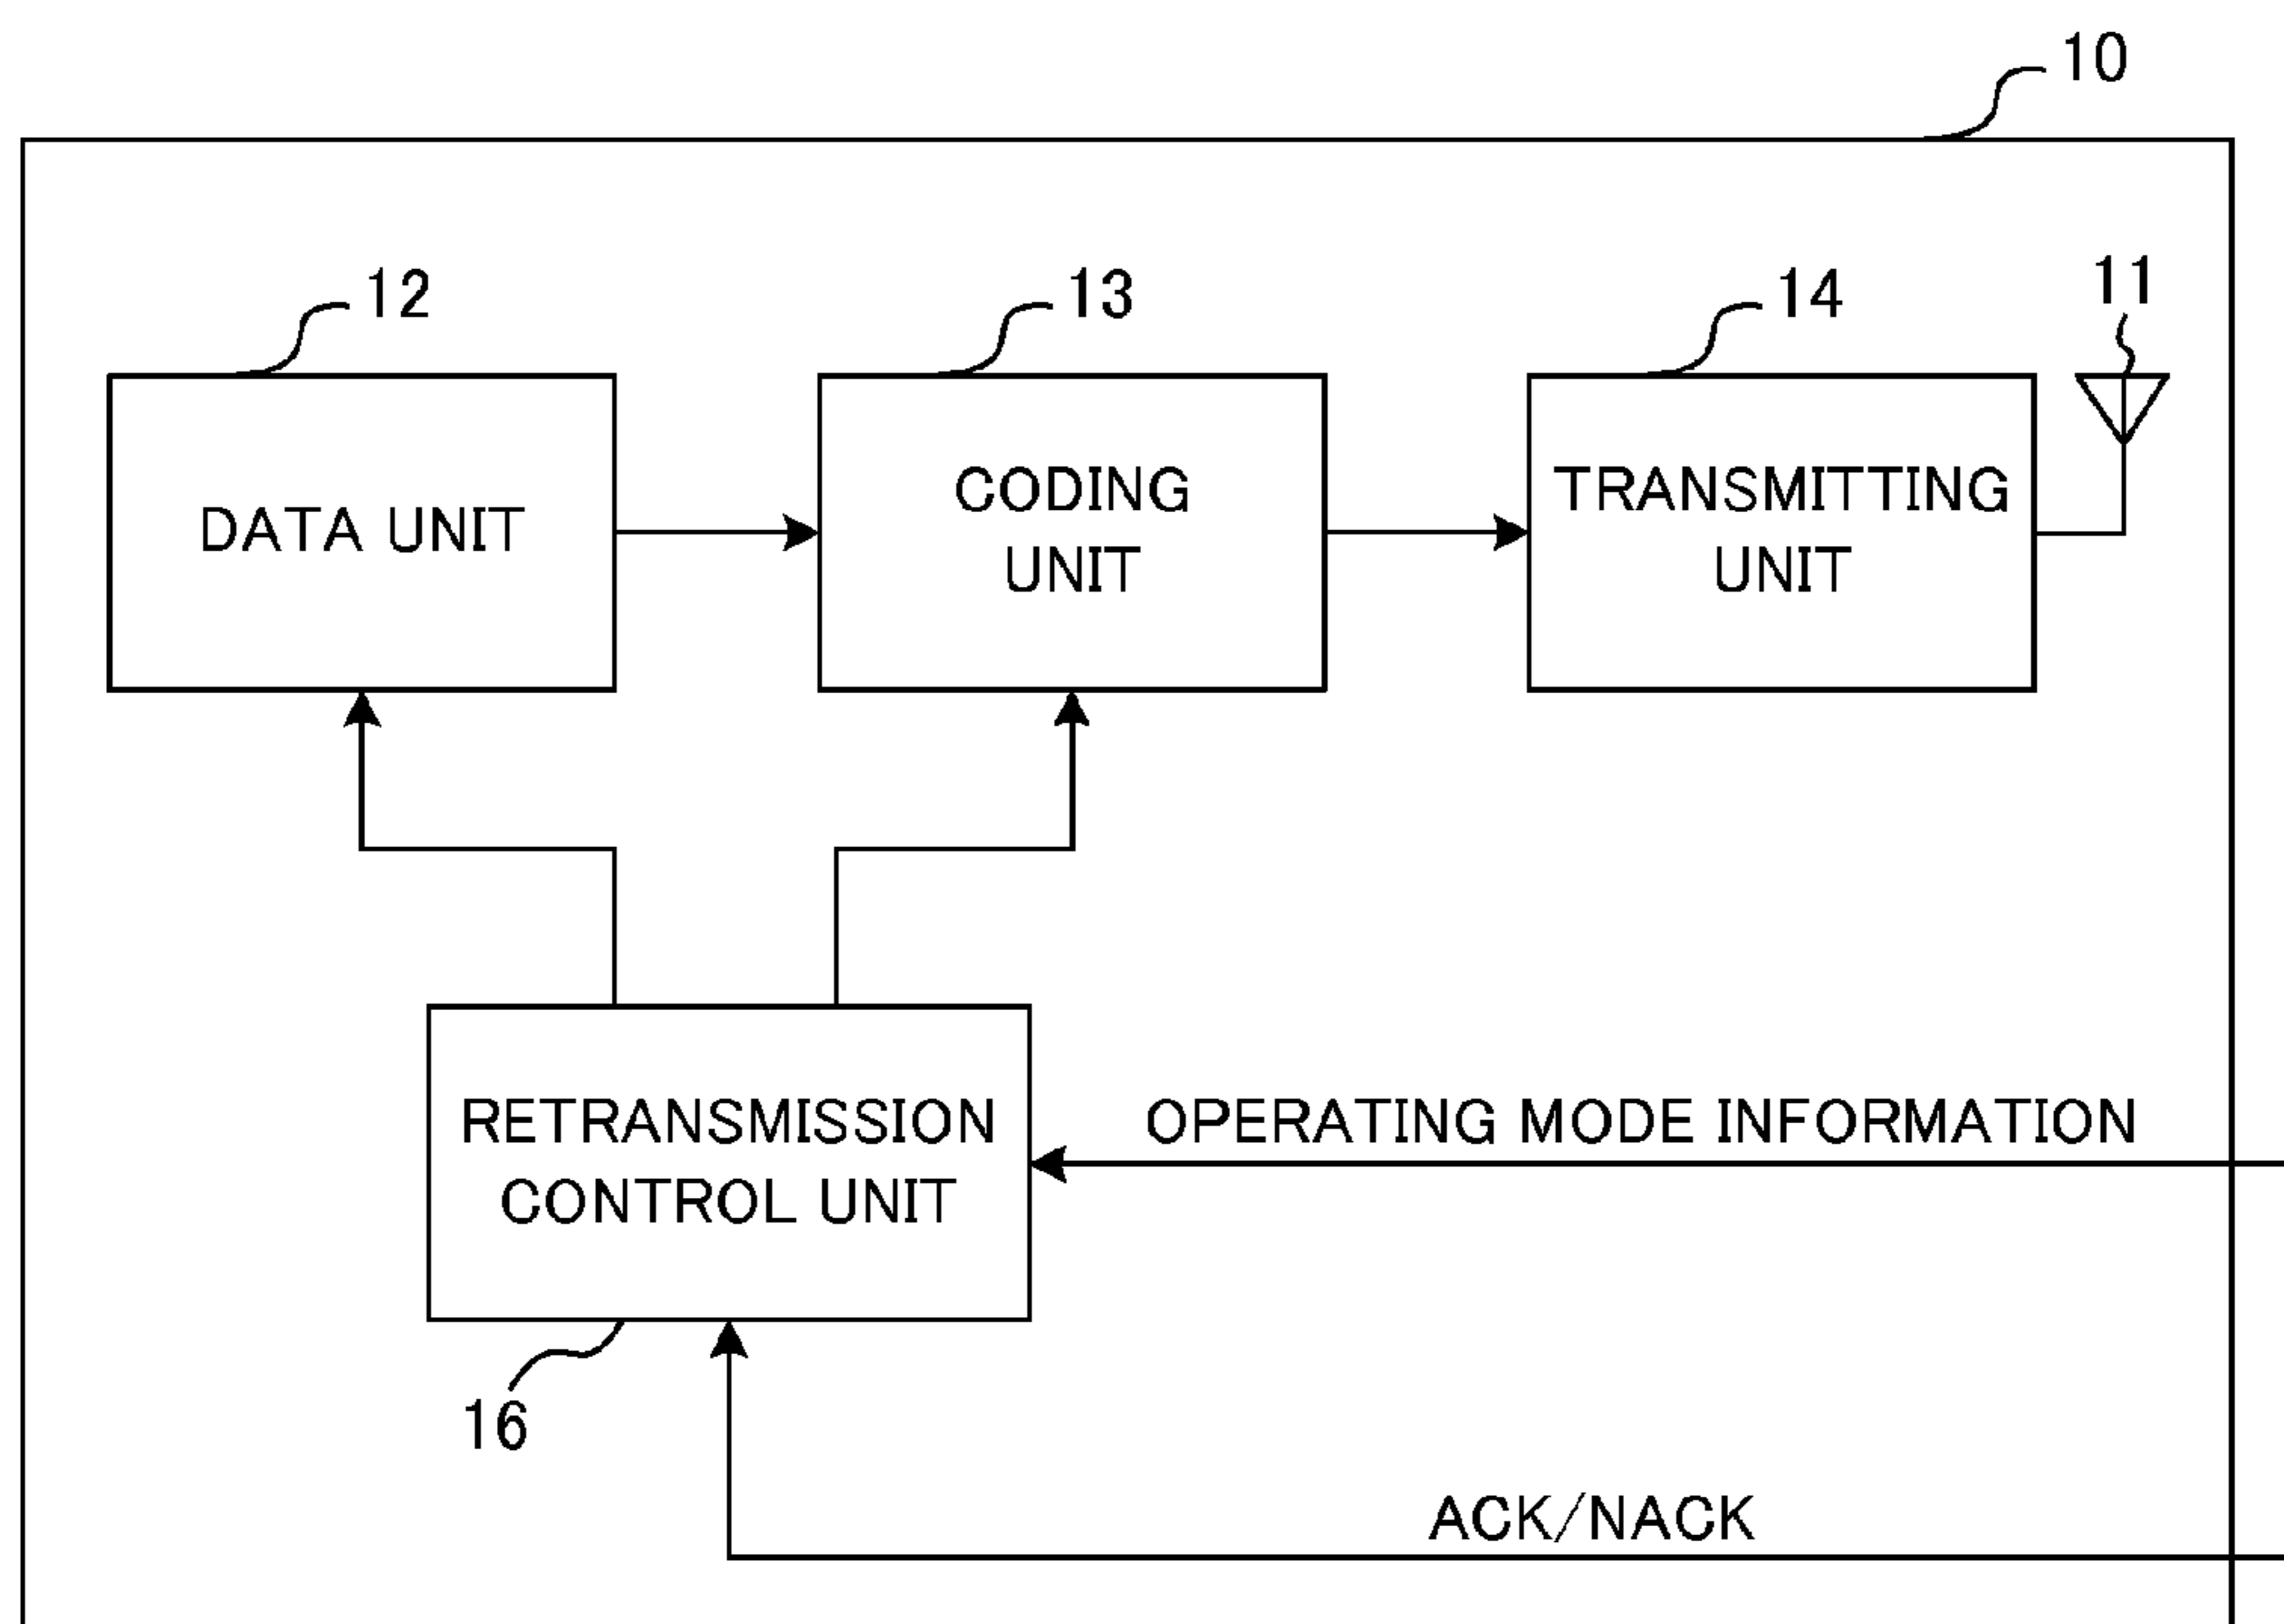 10
12
13
14
11
DATA UNIT
CODING
UNIT
TRANSMITTING
UNIT
RETRANSMISSION
CONTROL UNIT
OPERATING MODE INFORMATION
16
ACK/NACK